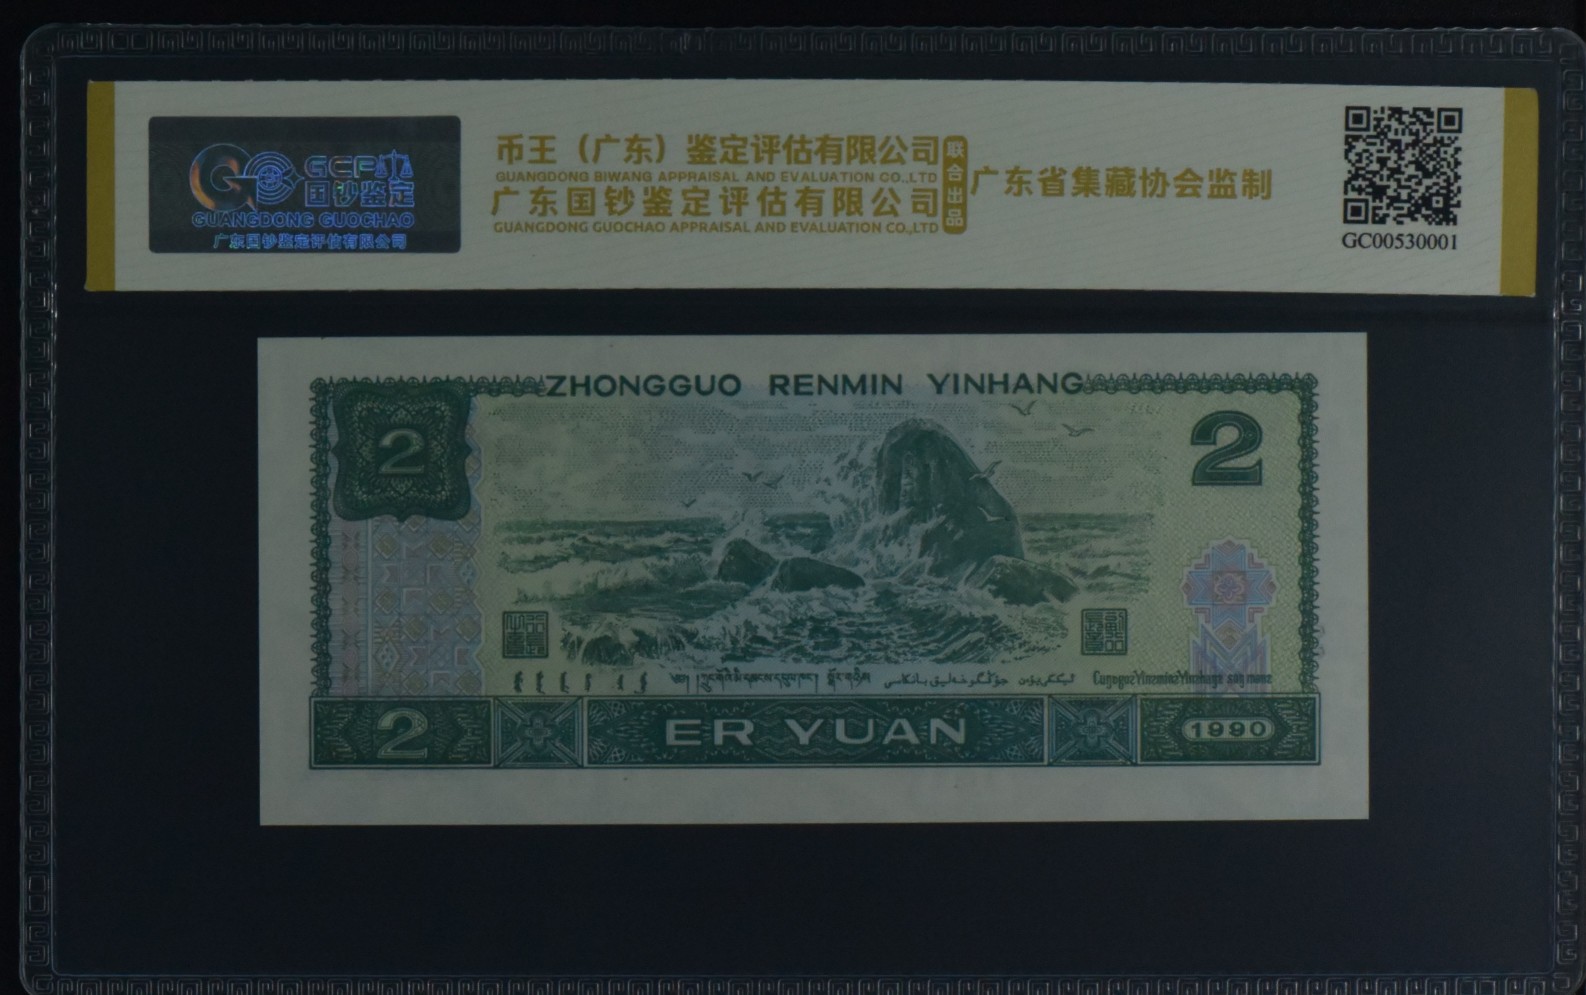 GCP
国钞鉴定
GUANGDONG GUOCHAO
广东国钞鉴定评估有限公司
币王（广东）鉴定评估有限公司
GUANGDONG BIWANG APPRAISAL AND EVALUATION CO.,LTD
广东国钞鉴定评估有限公司
GUANGDONG GUOCHAO APPRAISAL AND EVALUATION CO.,LTD
联合出品
广东省集藏协会监制
GC00530001
ZHONGGUO RENMIN YINHANG
2
2
2
ER YUAN
1990